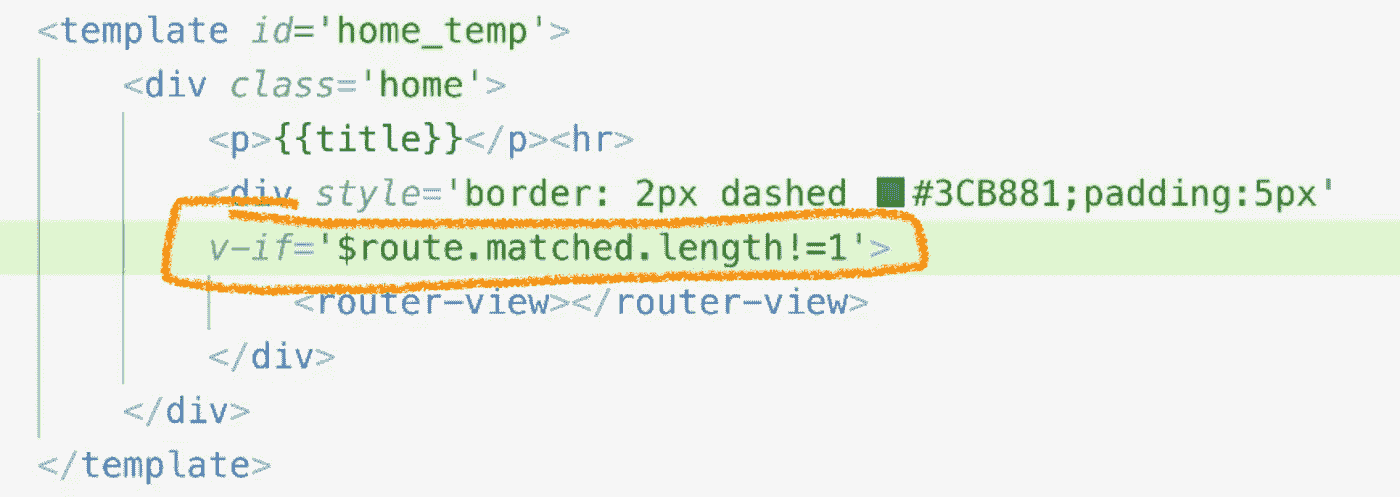 <template id='home_temp'>
<div class='home'>
<p>{{title}}</p><hr>
<div style='border: 2px dashed #3CB881;padding:5px'
v-if='$route.matched.length!=1'>
<router-view></router-view>
</div>
</div>
</template>